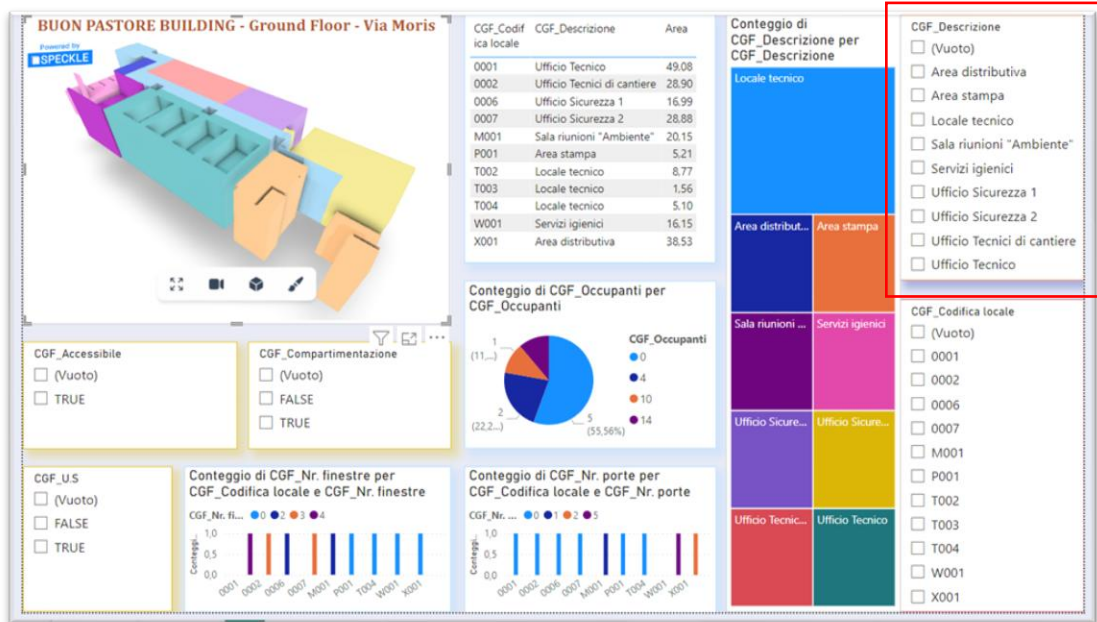 BUON PASTORE BUILDING - Ground Floor - Via Moris
Powered by
SPECKLE
CGF_Codif
ica locale
CGF_Descrizione
Area
0001 Ufficio Tecnico 49.08
0002 Ufficio Tecnici di cantiere 28.90
0006 Ufficio Sicurezza 1 16.99
0007 Ufficio Sicurezza 2 28,88
M001 Sala riunioni "Ambiente" 20,15
P001 Area stampa 5,21
T002 Locale tecnico 8,77
T003 Locale tecnico 1,56
T004 Locale tecnico 5,10
W001 Servizi igienici 16.15
X001 Area distributiva 38.53
Conteggio di
CGF_Descrizione per
CGF_Descrizione
Locale tecnico
Area distribut...
Area stampa
Sala riunioni ...
Servizi igienici
Ufficio Sicure...
Ufficio Sicure...
Ufficio Tecnic...
Ufficio Tecnico
CGF_Descrizione
(Vuoto)
Area distributiva
Area stampa
Locale tecnico
Sala riunioni "Ambiente"
Servizi igienici
Ufficio Sicurezza 1
Ufficio Sicurezza 2
Ufficio Tecnici di cantiere
Ufficio Tecnico
CGF_Codifica locale
(Vuoto)
0001
0002
0006
0007
M001
P001
T002
T003
T004
W001
X001
Conteggio di CGF_Occupanti per
CGF_Occupanti
1
(11,...)
2
(22,2...)
5
(55,56%)
CGF_Occupanti
0
4
10
14
CGF_Accessibile
(Vuoto)
TRUE
CGF_Compartimentazione
(Vuoto)
FALSE
TRUE
CGF_U.S
(Vuoto)
FALSE
TRUE
Conteggio di CGF_Nr. finestre per
CGF_Codifica locale e CGF_Nr. finestre
CGF_Nr. fi... 0 2 3 4
Conteggi...
1,0
0,5
0,0
0001 0002 0006 0007 M001 P001 T004 W001 X001
Conteggio di CGF_Nr. porte per
CGF_Codifica locale e CGF_Nr. porte
CGF_Nr. ... 0 1 2 5
Conteggi...
1,0
0,5
0,0
0001 0002 0006 0007 M001 P001 T004 W001 X001